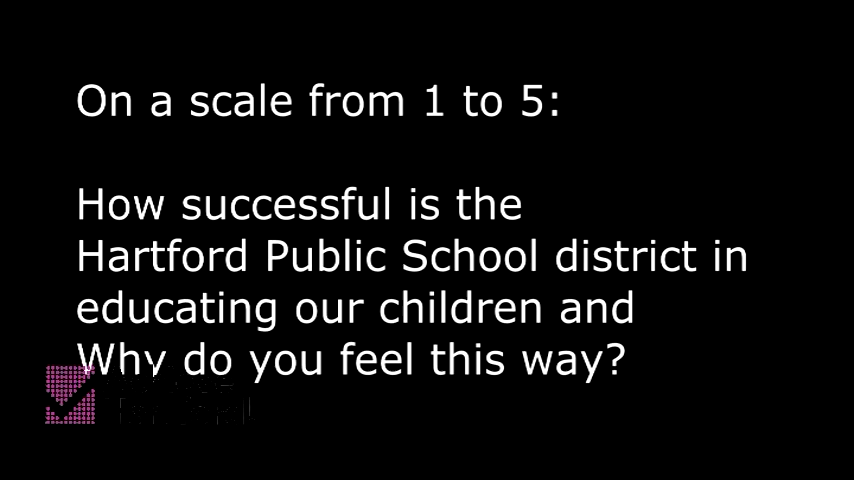 On a scale from 1 to 5:
How successful is the
Hartford Public School district in
educating our children and
Why do you feel this way?